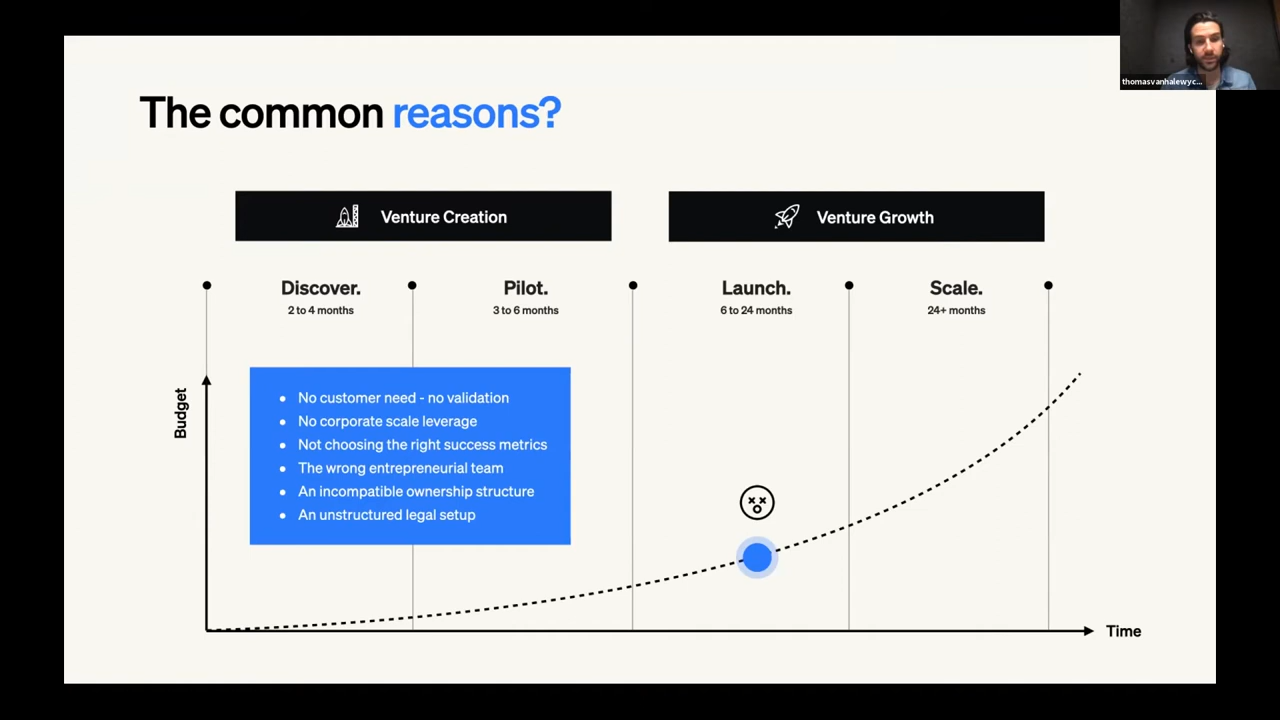 thomasvanhalewyc...
The common reasons?
Venture Creation
Venture Growth
Discover.
2 to 4 months
Pilot.
3 to 6 months
Launch.
6 to 24 months
Scale.
24+ months
Budget
• No customer need - no validation
• No corporate scale leverage
• Not choosing the right success metrics
• The wrong entrepreneurial team
• An incompatible ownership structure
• An unstructured legal setup
Time